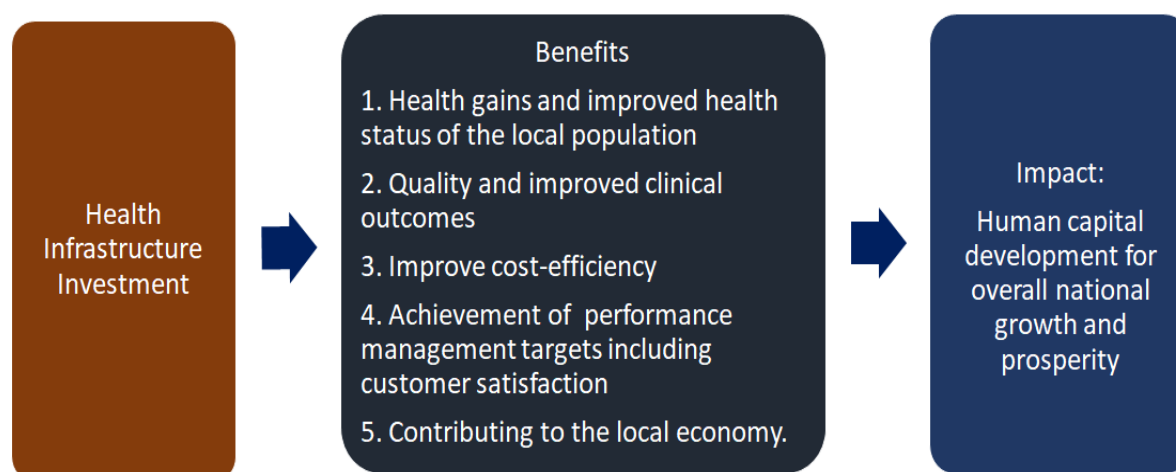 Health
Infrastructure
Investment
Benefits
1. Health gains and improved health
status of the local population
2. Quality and improved clinical
outcomes
3. Improve cost-efficiency
4. Achievement of  performance
management targets including
customer satisfaction
5. Contributing to the local economy.
Impact:
Human capital
development for
overall national
growth and
prosperity